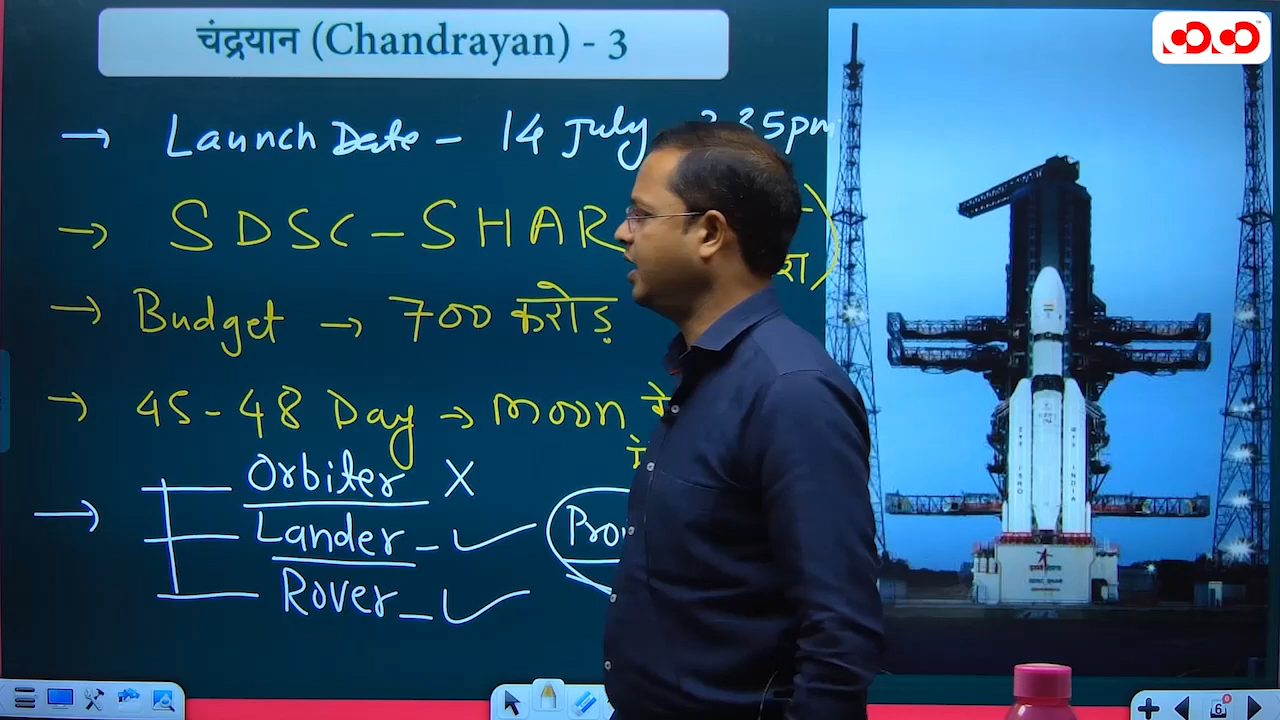 चंद्रयान (Chandrayan) - 3
→ Launch Date - 14 July 35pm
→ SDSC - SHAR )
→ Budget → 700 करोड़
→ 45-48 Day → moon
→ Orbiter X
Lander - ✓
Rover - ✓